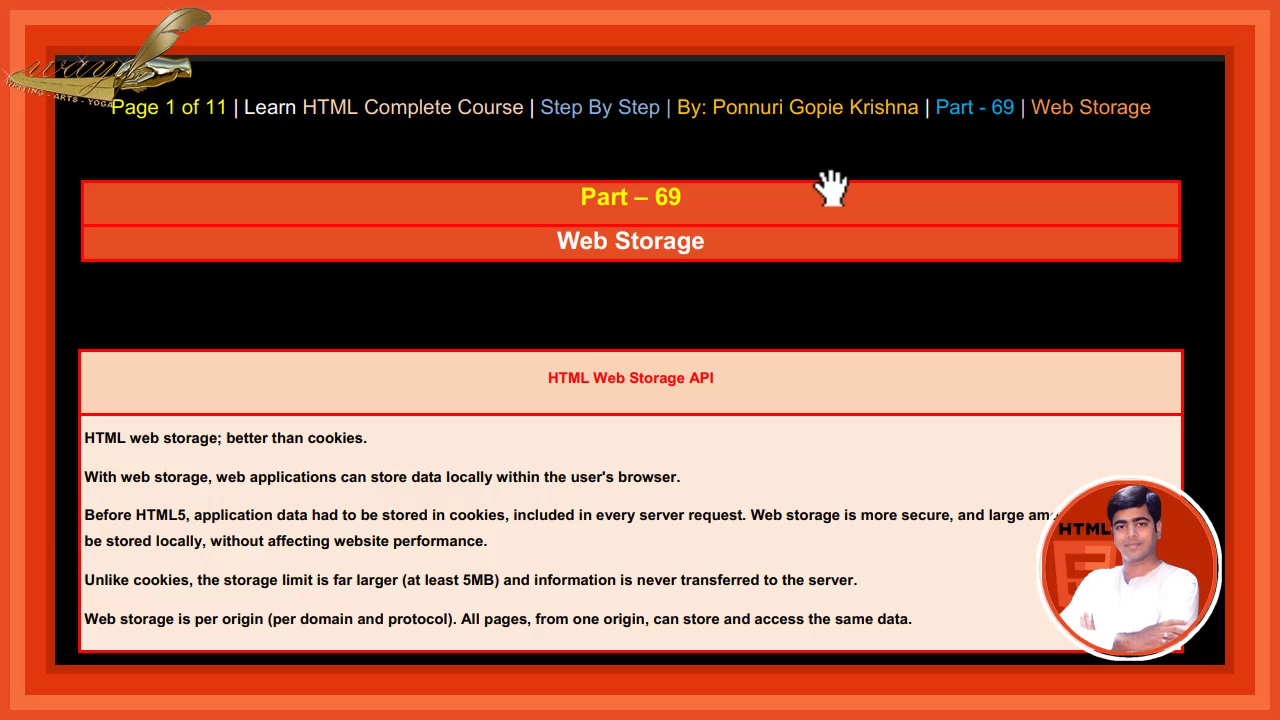 way
WRITING - ARTS - YOGA
Page 1 of 11 | Learn HTML Complete Course | Step By Step | By: Ponnuri Gopie Krishna | Part - 69 | Web Storage
Part – 69
Web Storage
HTML Web Storage API
HTML web storage; better than cookies.
With web storage, web applications can store data locally within the user's browser.
Before HTML5, application data had to be stored in cookies, included in every server request. Web storage is more secure, and large
be stored locally, without affecting website performance.
Unlike cookies, the storage limit is far larger (at least 5MB) and information is never transferred to the server.
Web storage is per origin (per domain and protocol). All pages, from one origin, can store and access the same data.
HTML